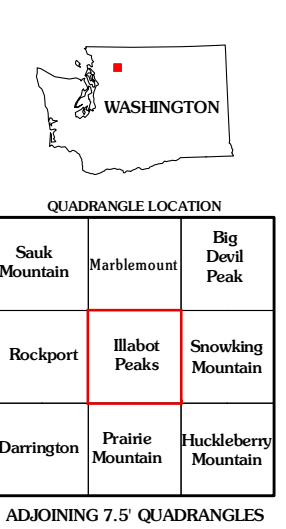 WASHINGTON
QUADRANGLE LOCATION
Sauk
Mountain
Marblemount
Big
Devil
Peak
Rockport
Illabot
Peaks
Snowking
Mountain
Darrington
Prairie
Mountain
Huckleberry
Mountain
ADJOINING 7.5' QUADRANGLES